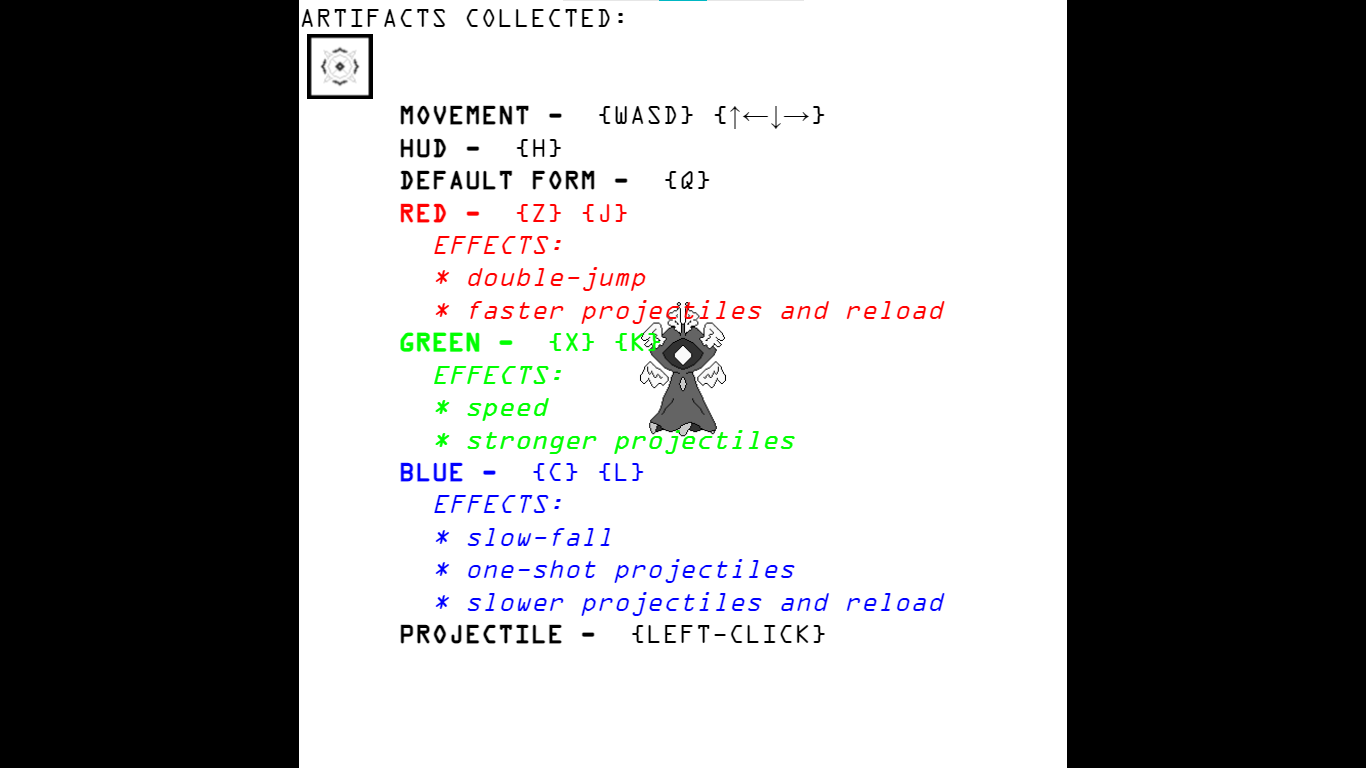 ARTIFACTS COLLECTED:
MOVEMENT - {WASD} {↑←↓→}
HUD - {H}
DEFAULT FORM - {Q}
RED - {Z} {J}
EFFECTS:
* double-jump
* faster projectiles and reload
GREEN - {X} {K}
EFFECTS:
* speed
* stronger projectiles
BLUE - {C} {L}
EFFECTS:
* slow-fall
* one-shot projectiles
* slower projectiles and reload
PROJECTILE - {LEFT-CLICK}